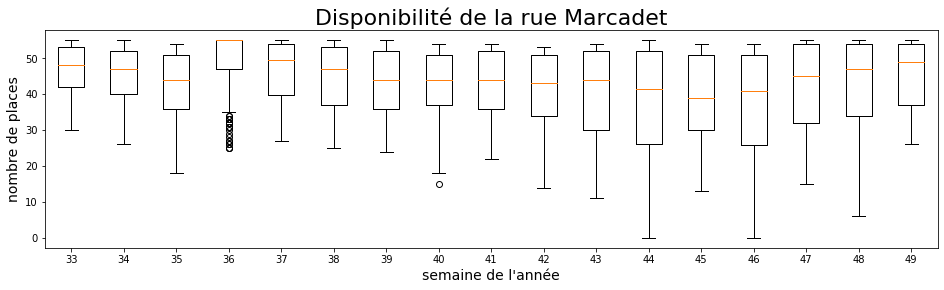 Disponibilité de la rue Marcadet
nombre de places
50
40
30
20
10
0
33 34 35 36 37 38 39 40 41 42 43 44 45 46 47 48 49
semaine de l'année